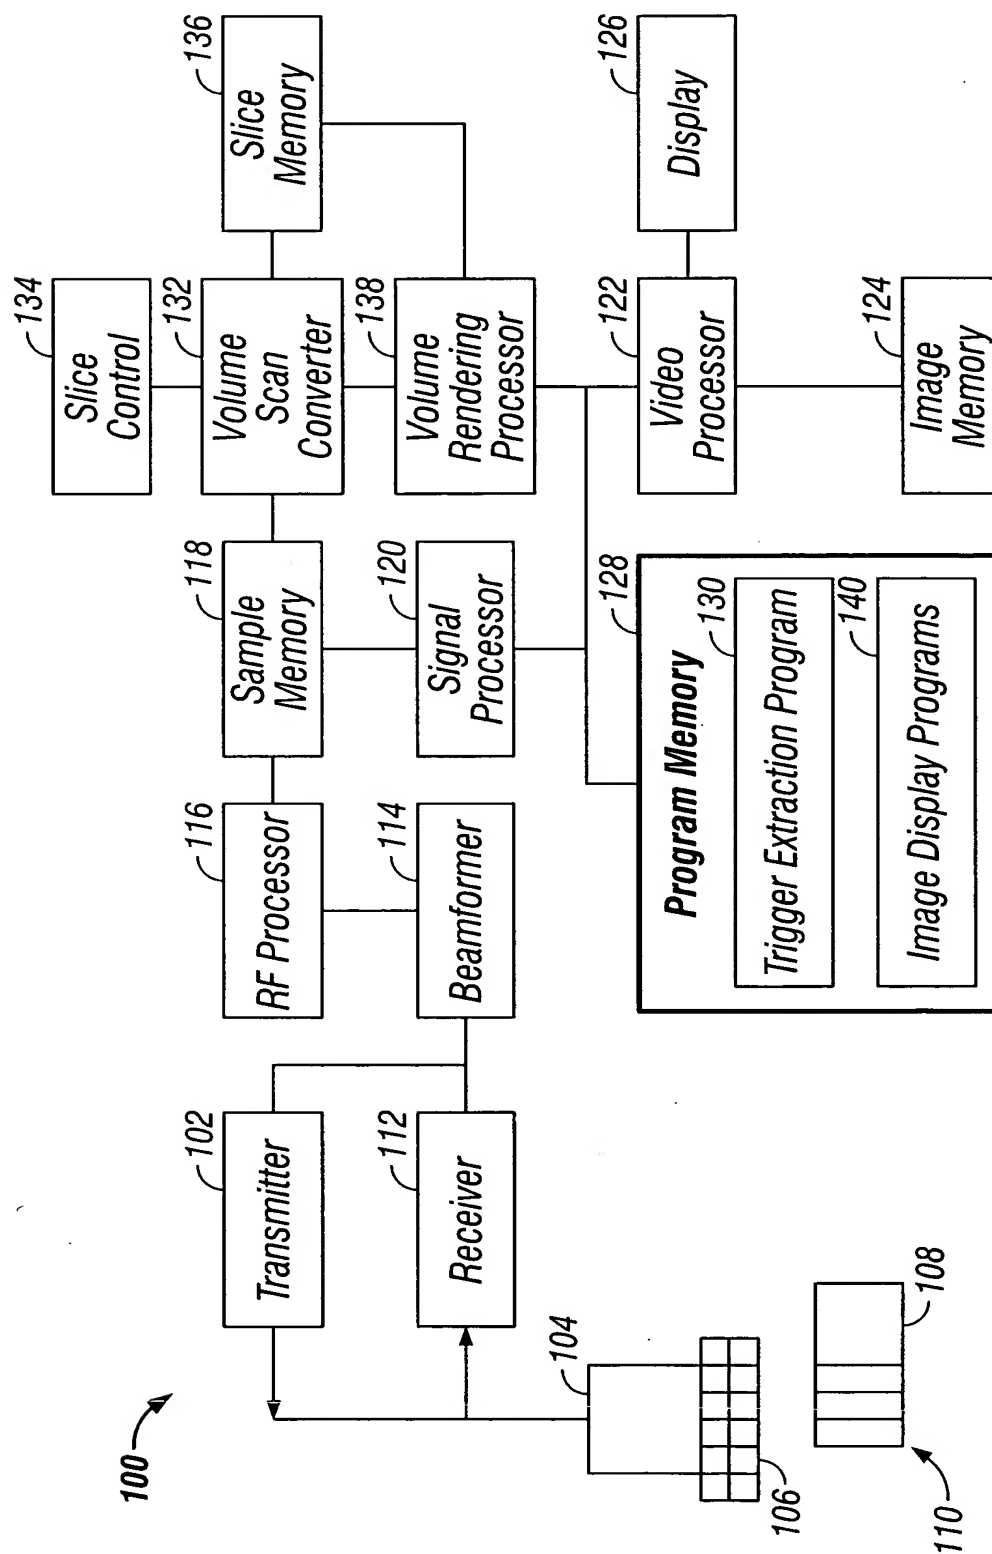 100
102
Transmitter
112
Receiver
104
106
108
110
116
RF Processor
114
Beamformer
118
Sample
Memory
120
Signal
Processor
134
Slice
Control
132
Volume
Scan
Converter
138
Volume
Rendering
Processor
136
Slice
Memory
128
Program Memory
130
Trigger Extraction Program
140
Image Display Programs
122
Video
Processor
126
Display
124
Image
Memory